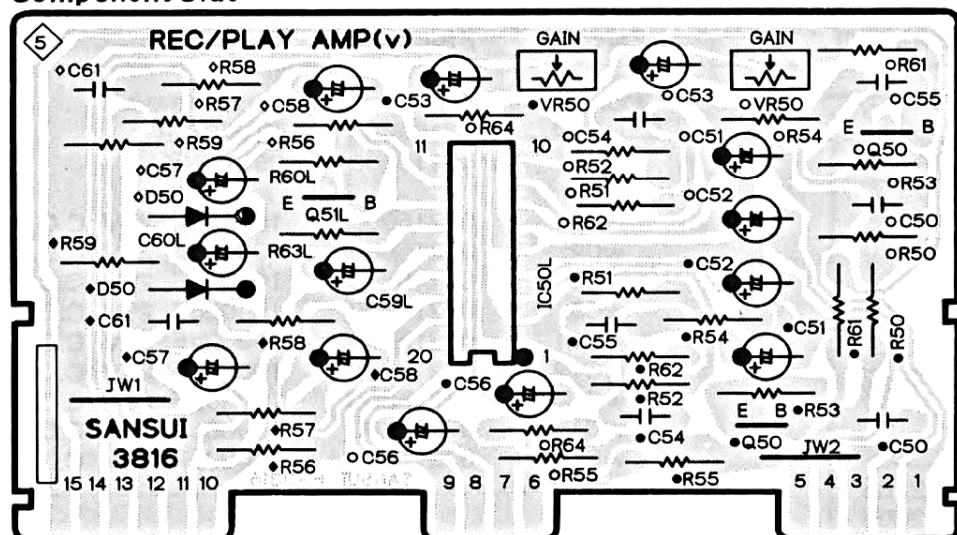 5
REC/PLAY AMP(v)
GAIN
GAIN
◇C61
◇R58
◇R57
◇C58
●C53
●VR50
○C53
○VR50
○R61
○C55
◇R59
◇R56
○R64
○C54
○C51
○R54
E B
○Q50
11
10
○R52
◇C57
R60L
○R51
○C52
○R53
◇D50
E B
Q51L
○R62
○C50
◆R59
C60L
R63L
○R50
◆D50
C59L
IC50L
●R51
●C52
◆C61
◆R58
●C55
●R54
●C51
●R61
●R50
◆C57
20
1
◆C58
●C56
●R62
JW1
●R52
E B
●R53
SANSUI
3816
◆R57
◆R56
○C56
○R64
●C54
●Q50
JW2
●C50
○R55
●R55
15 14 13 12 11 10
9 8 7 6
5 4 3 2 1